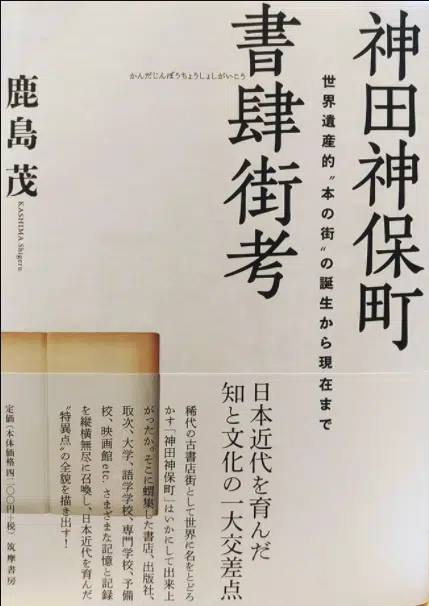 神田神保町
書肆街考
かんだじんぼうちょうしょしがいこう
世界遺産的“本の街”の誕生から現在まで
鹿島茂
KASHIMA Shigeru
日本近代を育んだ
知と文化の一大交差点
稀代の古書店街として世界に名をとどろ
かす「神田神保町」はいかにして出来上
がったか。そこに蝟集した書店、出版社、
取次、大学、語学学校、専門学校、予備
校、映画館etc. さまざまな記憶と記録
を縦横無尽に召喚し、日本近代を育んだ
“特異点”の全貌を描き出す!
定価(本体価格四二〇〇円+税) 筑摩書房